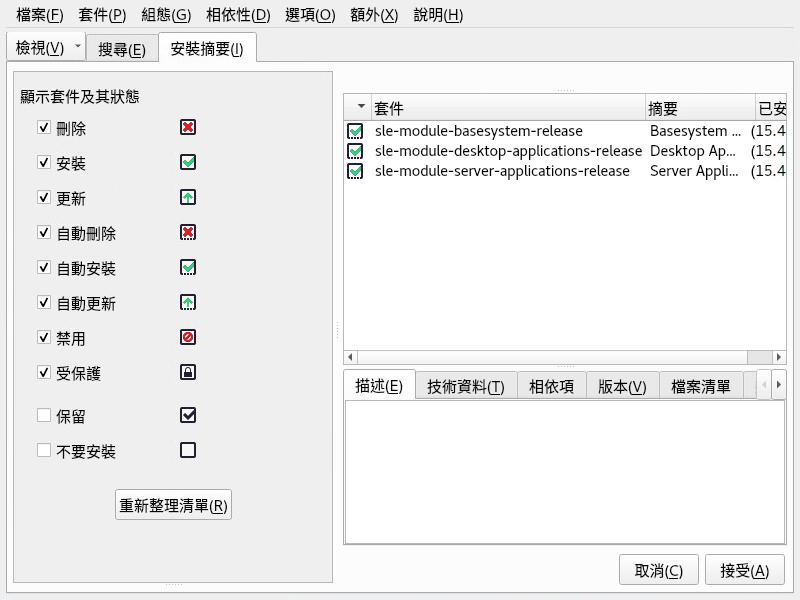 檔案(F) 套件(P) 組態(G) 相依性(D) 選項(O) 額外(X) 說明(H)
檢視(V) 搜尋(E) 安裝摘要(I)
顯示套件及其狀態
刪除
安裝
更新
自動刪除
自動安裝
自動更新
禁用
受保護
保留
不要安裝
重新整理清單(R)
套件 摘要 已安
sle-module-basesystem-release Basesystem ... (15.4
sle-module-desktop-applications-release Desktop Ap... (15.4
sle-module-server-applications-release Server Appli... (15.4
描述(E) 技術資料(T) 相依項 版本(V) 檔案清單
取消(C) 接受(A)